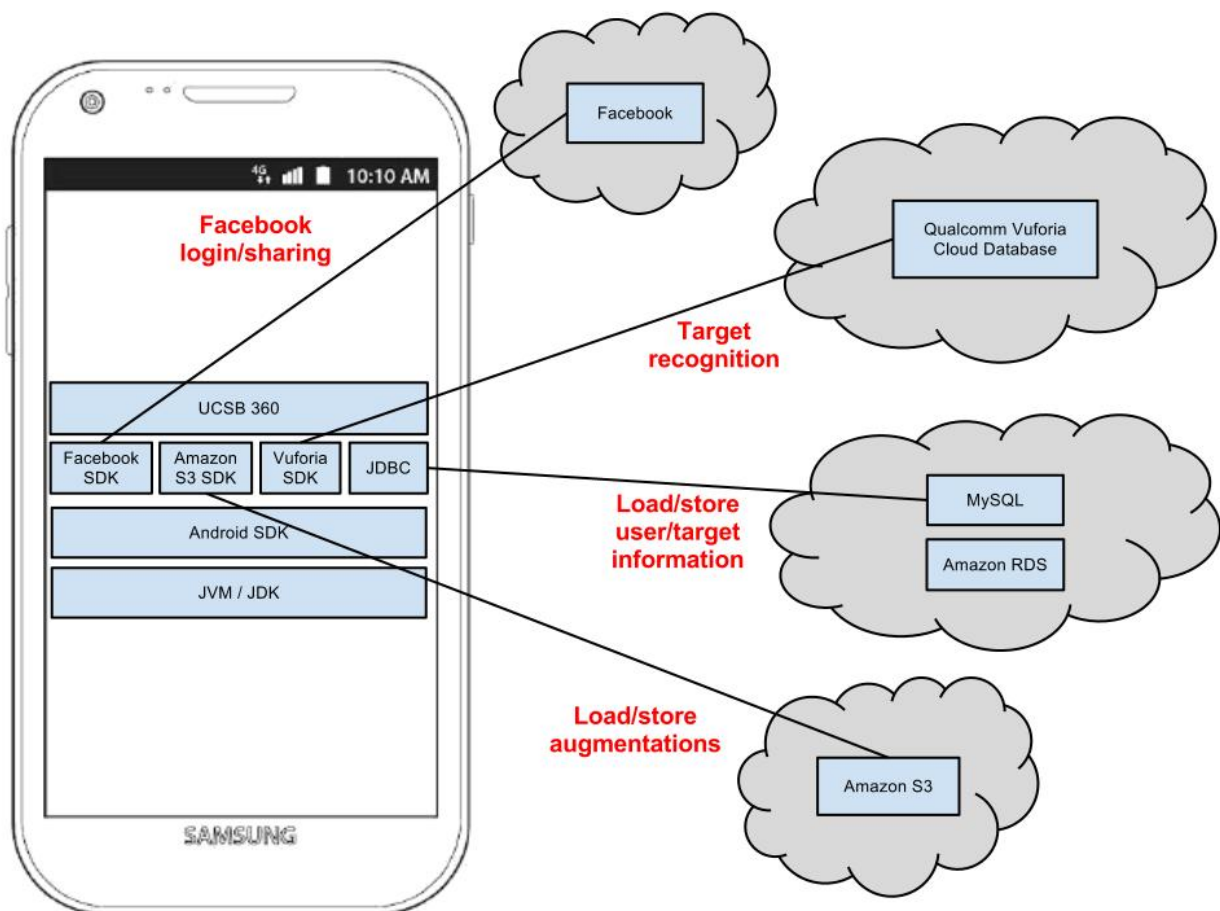 Facebook
4G
10:10 AM
Facebook
login/sharing
Qualcomm Vuforia
Cloud Database
Target
recognition
UCSB 360
Facebook
SDK
Amazon
S3 SDK
Vuforia
SDK
JDBC
Load/store
user/target
information
MySQL
Android SDK
Amazon RDS
JVM / JDK
Load/store
augmentations
Amazon S3
SAMSUNG